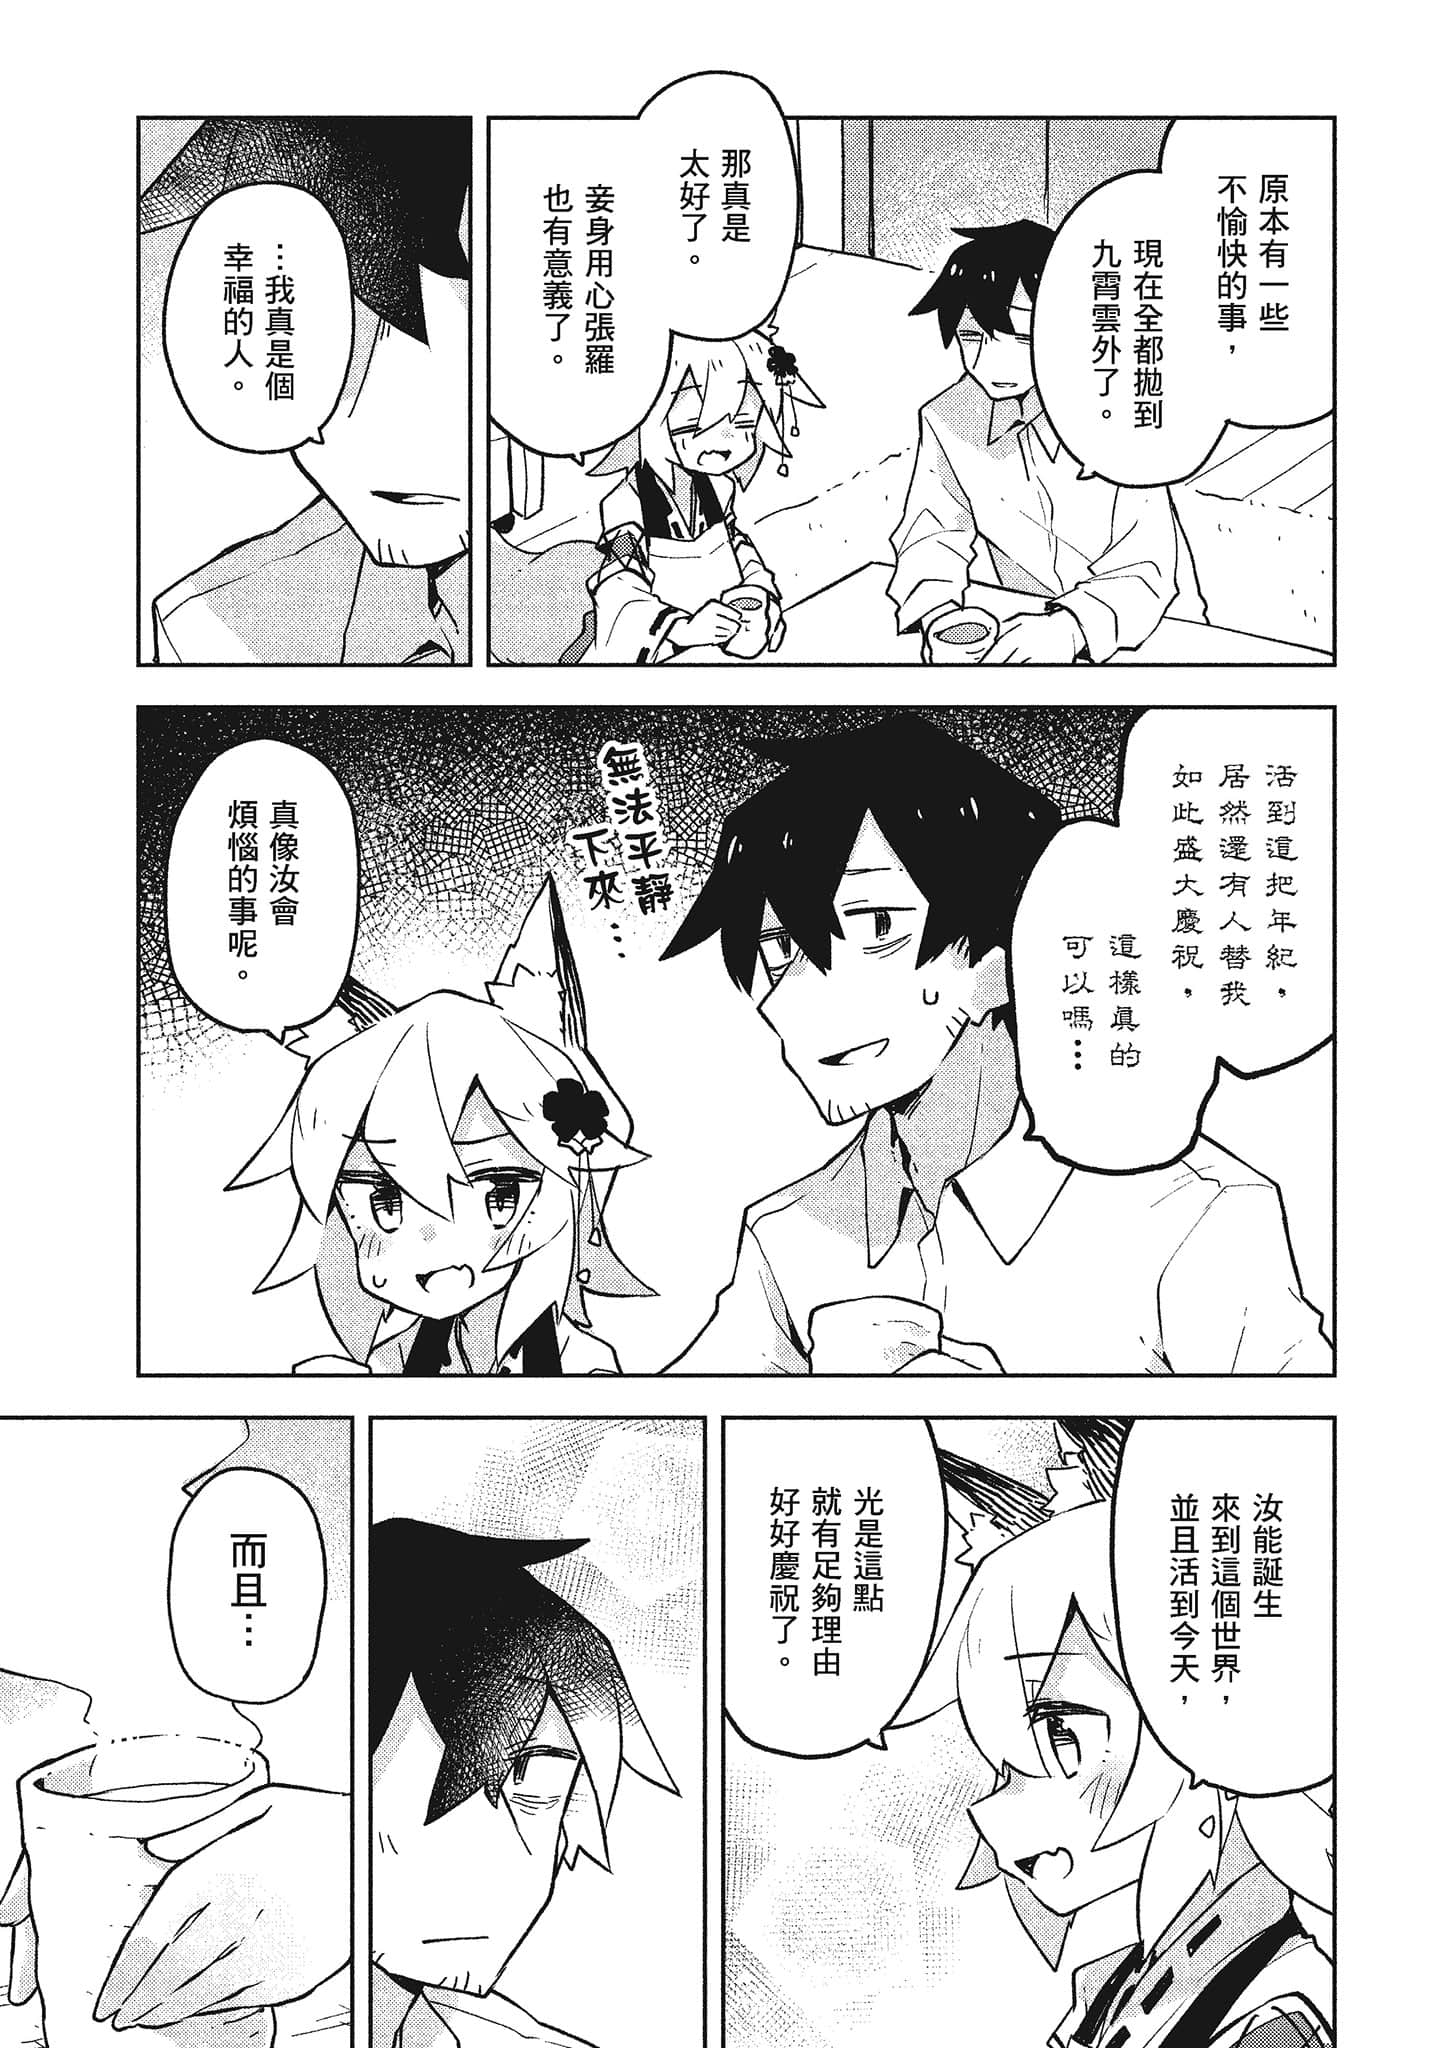 原本有一些
不愉快的事，
現在全都拋到
九霄雲外了。
那真是
太好了。
妾身用心張羅
也有意義了。
…我真是個
幸福的人。
活到這把年紀，
居然還有人替我
如此盛大慶祝，
這樣真的
可以嗎…
無法平靜
下來…
真像汝會
煩惱的事呢。
汝能誕生
來到這個世界，
並且活到今天，
光是這點
就有足夠理由
好好慶祝了。
而且…